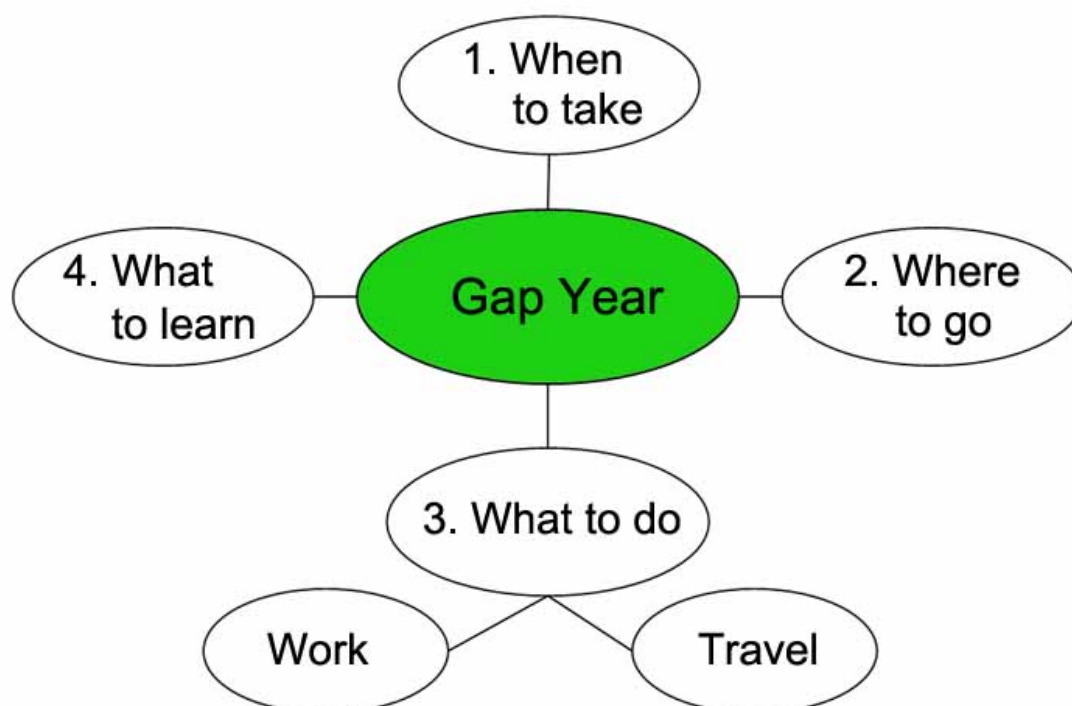 1. When
to take
4. What
to learn
Gap Year
2. Where
to go
3. What to do
Work
Travel